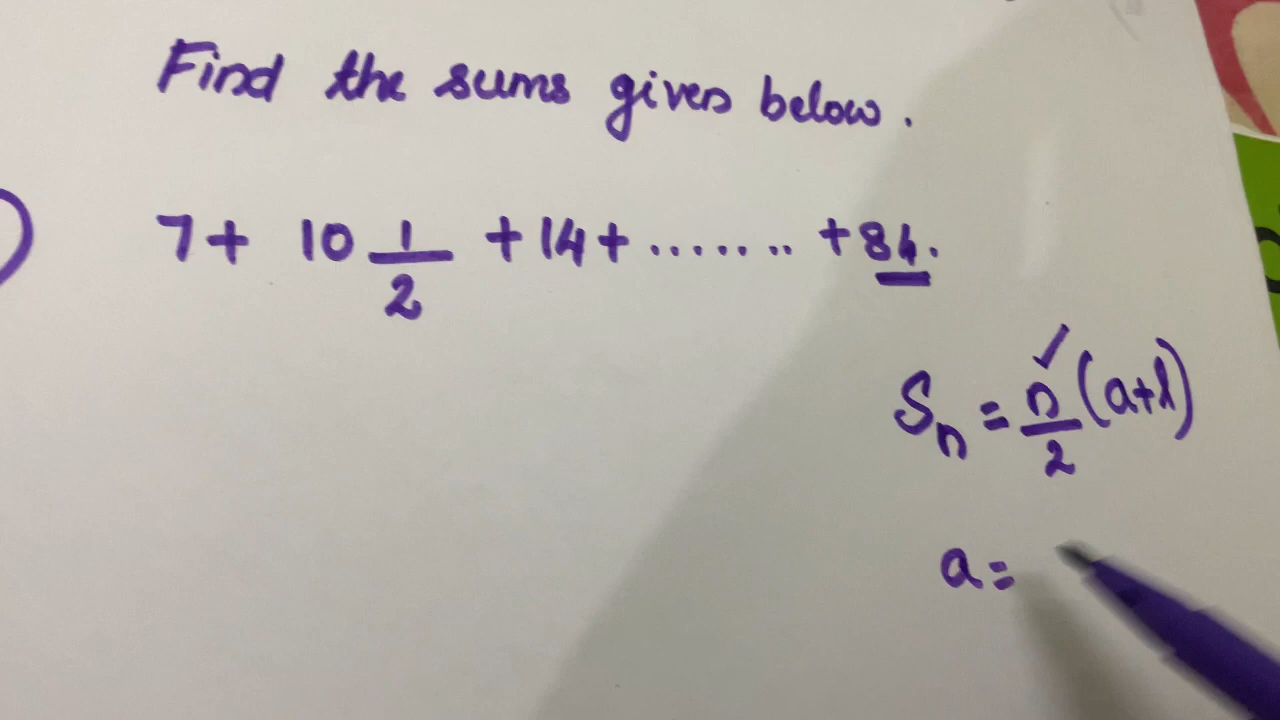 Find the sums given below.
7 + 10 1/2 + 14 + ....... + 84.
Sn = n/2 (a+l)
a =